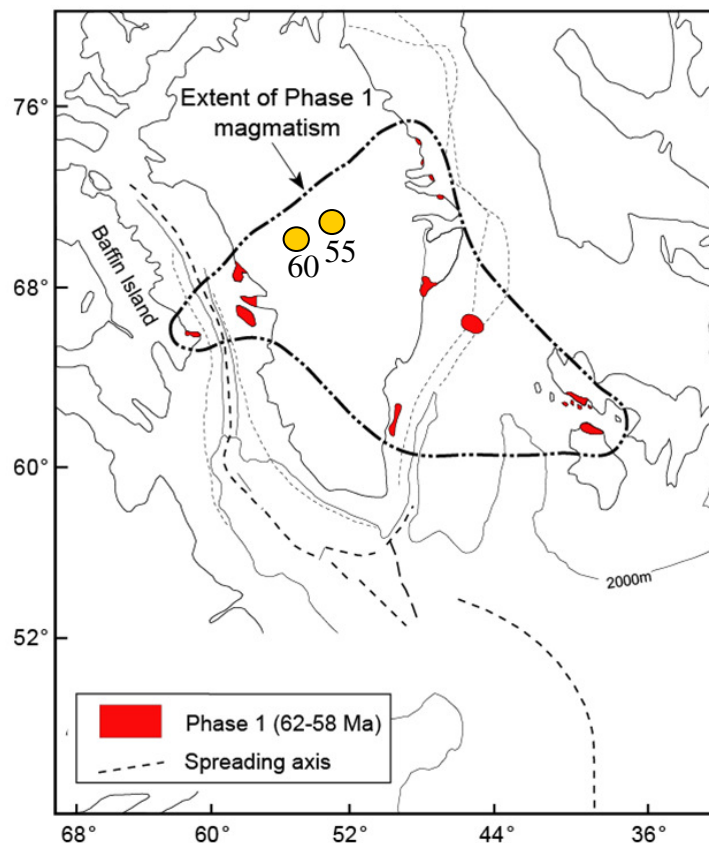 76°
Extent of Phase 1
magmatism
Baffin Island
60
55
68°
60°
2000m
52°
Phase 1 (62-58 Ma)
Spreading axis
68°
60°
52°
44°
36°